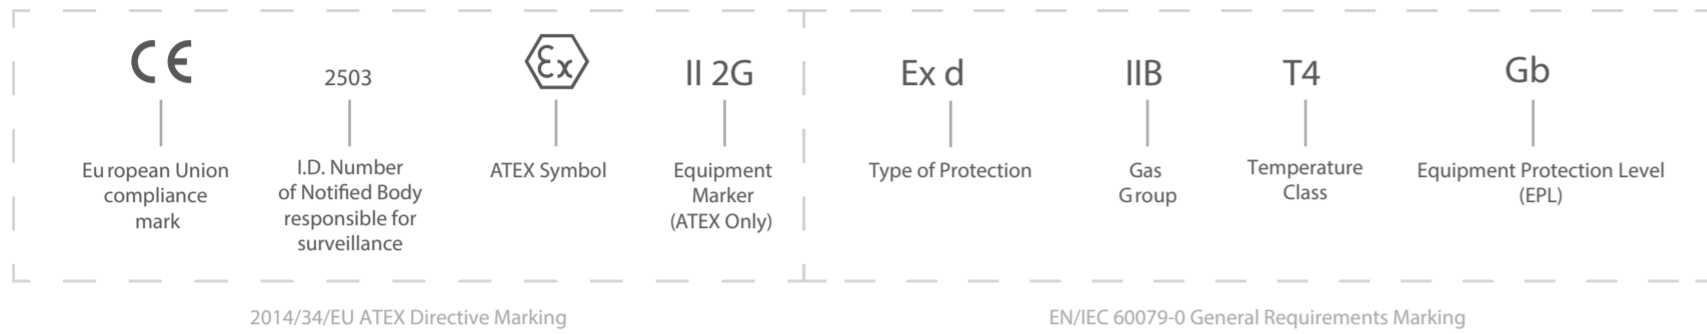 CE
2503
Ex
II 2G
Ex d
IIB
T4
Gb
European Union
compliance
mark
I.D. Number
of Notified Body
responsible for
surveillance
ATEX Symbol
Equipment
Marker
(ATEX Only)
Type of Protection
Gas
Group
Temperature
Class
Equipment Protection Level
(EPL)
2014/34/EU ATEX Directive Marking
EN/IEC 60079-0 General Requirements Marking